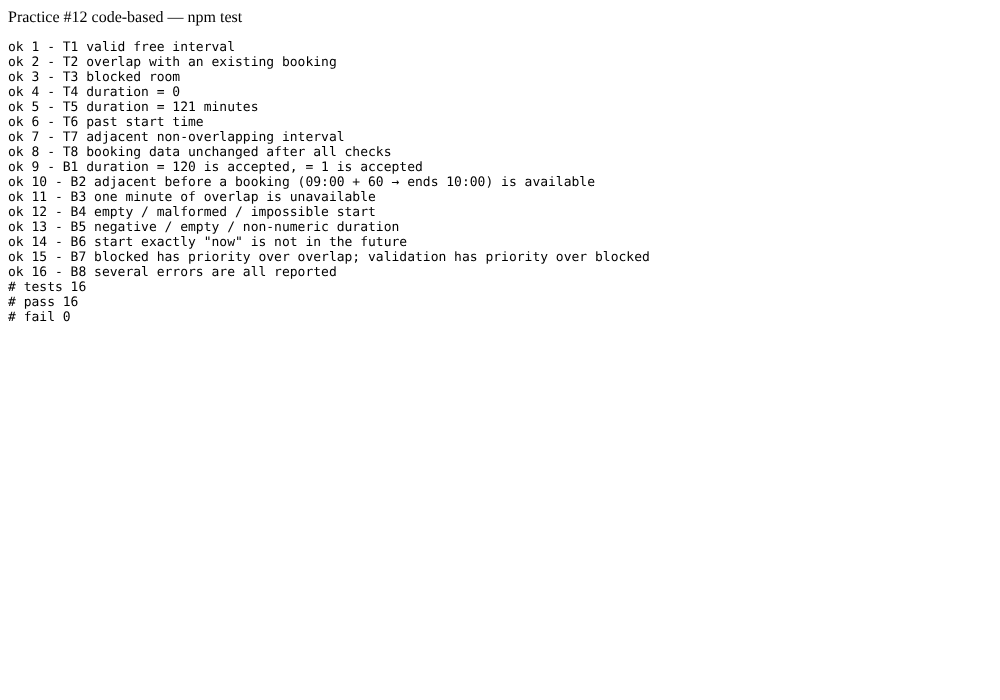 Practice #12 code-based — npm test
ok 1 - T1 valid free interval
ok 2 - T2 overlap with an existing booking
ok 3 - T3 blocked room
ok 4 - T4 duration = 0
ok 5 - T5 duration = 121 minutes
ok 6 - T6 past start time
ok 7 - T7 adjacent non-overlapping interval
ok 8 - T8 booking data unchanged after all checks
ok 9 - B1 duration = 120 is accepted, = 1 is accepted
ok 10 - B2 adjacent before a booking (09:00 + 60 → ends 10:00) is available
ok 11 - B3 one minute of overlap is unavailable
ok 12 - B4 empty / malformed / impossible start
ok 13 - B5 negative / empty / non-numeric duration
ok 14 - B6 start exactly "now" is not in the future
ok 15 - B7 blocked has priority over overlap; validation has priority over blocked
ok 16 - B8 several errors are all reported
# tests 16
# pass 16
# fail 0